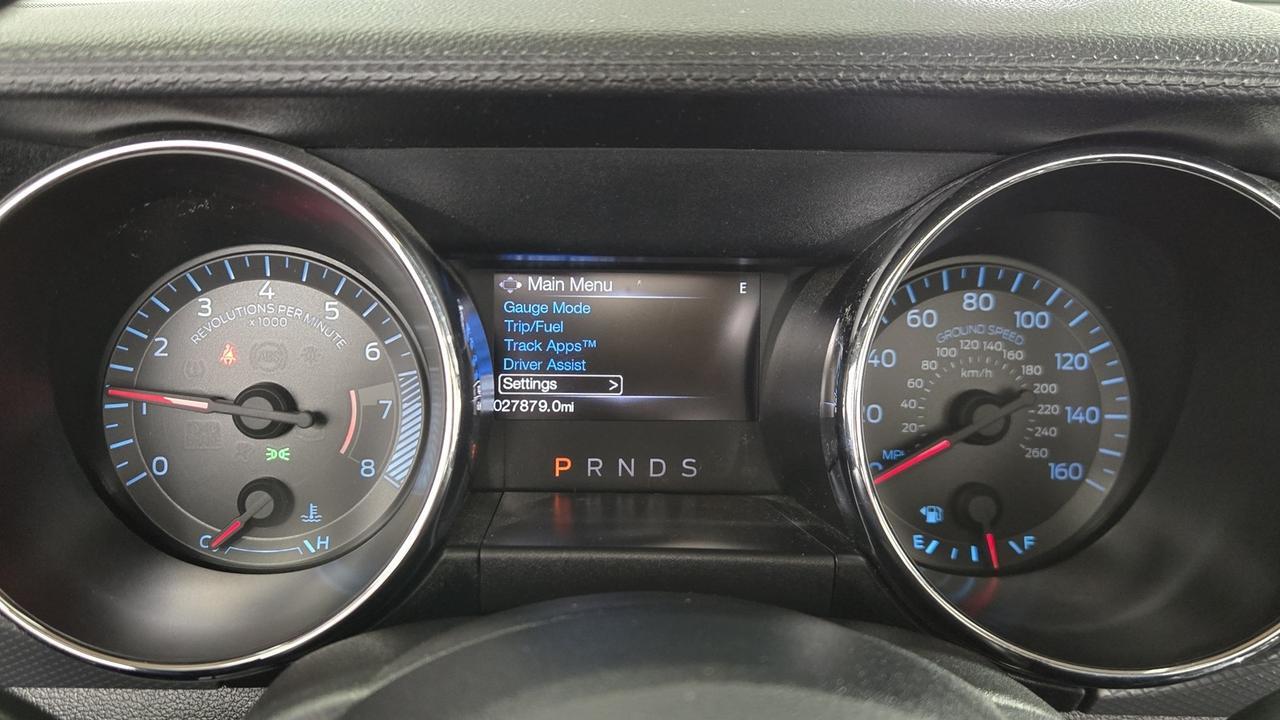 4
3 5
REVOLUTIONS PER MINUTE
x1000
2 6
ABS
1 7
0 8
C H
Main Menu E
Gauge Mode
Trip/Fuel
Track Apps™
Driver Assist
Settings >
027879.0mi
P R N D S
80
60 100
GROUND SPEED
120 140
100 160
km/h
40 80 180 120
60 200
40 220 140
20 240
MPH 260 160
E F